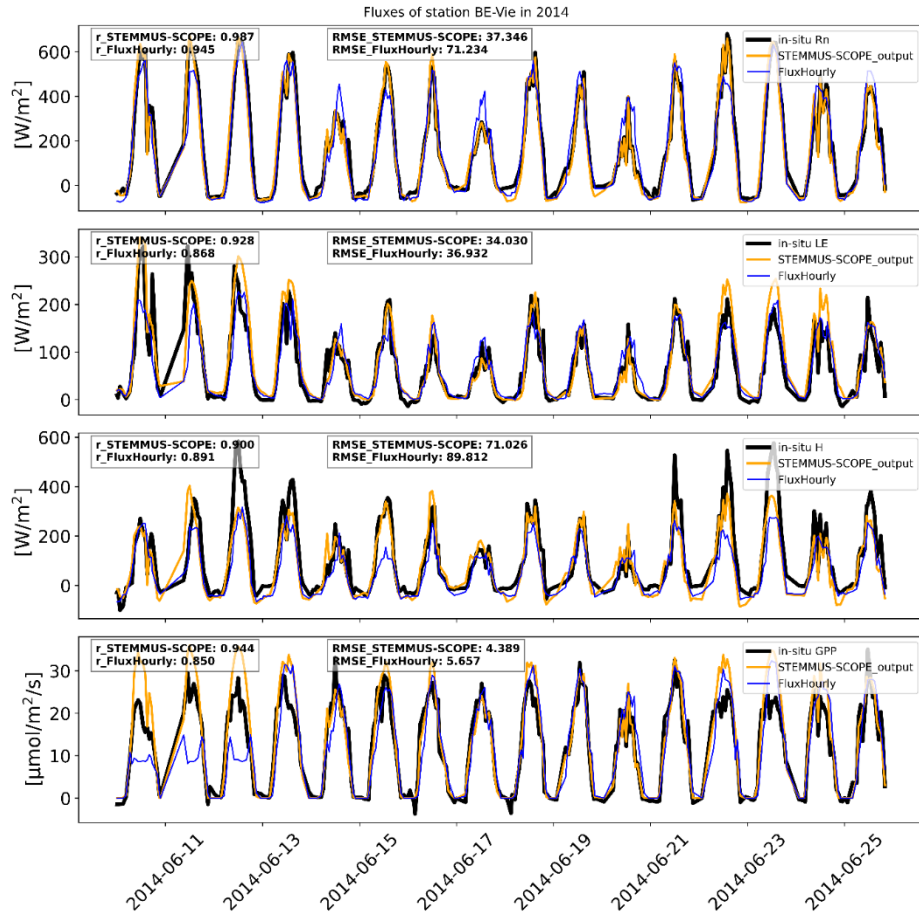 Fluxes of station BE-Vie in 2014
r_STEMMUS-SCOPE: 0.987
r_FluxHourly: 0.945
RMSE_STEMMUS-SCOPE: 37.346
RMSE_FluxHourly: 71.234
in-situ Rn
STEMMUS-SCOPE_output
FluxHourly
[W/m²]
600
400
200
0
r_STEMMUS-SCOPE: 0.928
r_FluxHourly: 0.868
RMSE_STEMMUS-SCOPE: 34.030
RMSE_FluxHourly: 36.932
in-situ LE
STEMMUS-SCOPE_output
FluxHourly
[W/m²]
300
200
100
0
r_STEMMUS-SCOPE: 0.900
r_FluxHourly: 0.891
RMSE_STEMMUS-SCOPE: 71.026
RMSE_FluxHourly: 89.812
in-situ H
STEMMUS-SCOPE_output
FluxHourly
[W/m²]
600
400
200
0
r_STEMMUS-SCOPE: 0.944
r_FluxHourly: 0.850
RMSE_STEMMUS-SCOPE: 4.389
RMSE_FluxHourly: 5.657
in-situ GPP
STEMMUS-SCOPE_output
FluxHourly
[µmol/m²/s]
30
20
10
0
2014-06-11
2014-06-13
2014-06-15
2014-06-17
2014-06-19
2014-06-21
2014-06-23
2014-06-25